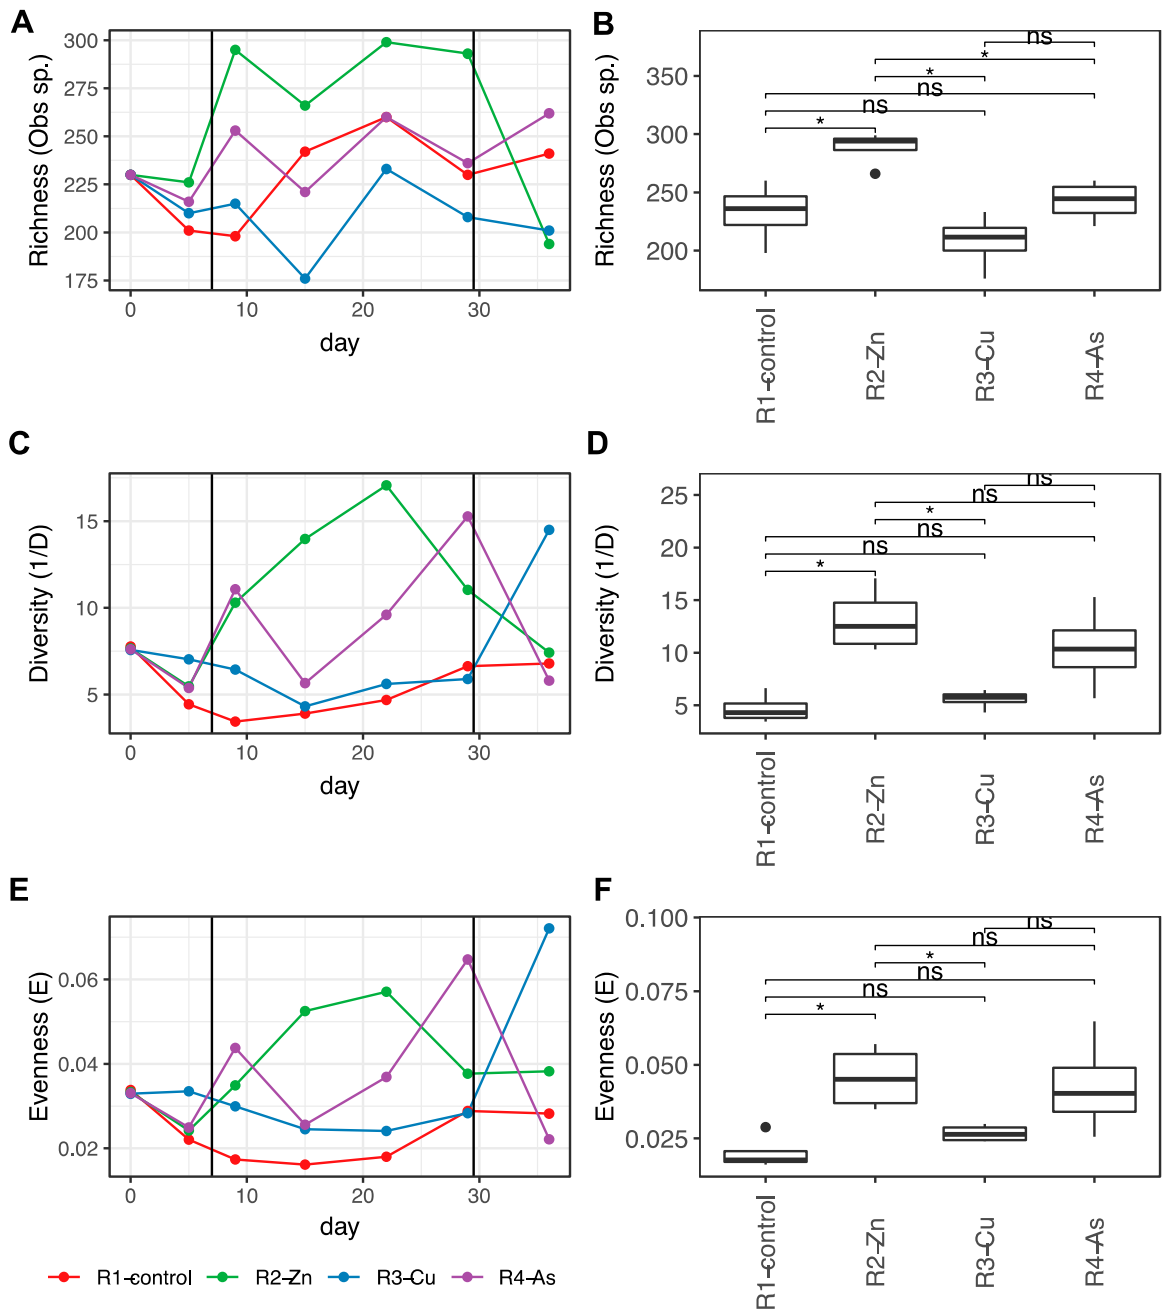 A
Richness (Obs sp.)
300
275
250
225
200
175
0 10 20 30
day
B
Richness (Obs sp.)
350
300
250
200
ns
*
*
ns
ns
*
R1-control R2-Zn R3-Cu R4-As
C
Diversity (1/D)
15
10
5
0 10 20 30
day
D
Diversity (1/D)
25
20
15
10
5
ns
ns
*
ns
ns
*
R1-control R2-Zn R3-Cu R4-As
E
Evenness (E)
0.06
0.04
0.02
0 10 20 30
day
F
Evenness (E)
0.100
0.075
0.050
0.025
ns
ns
*
ns
ns
*
R1-control R2-Zn R3-Cu R4-As
R1-control R2-Zn R3-Cu R4-As